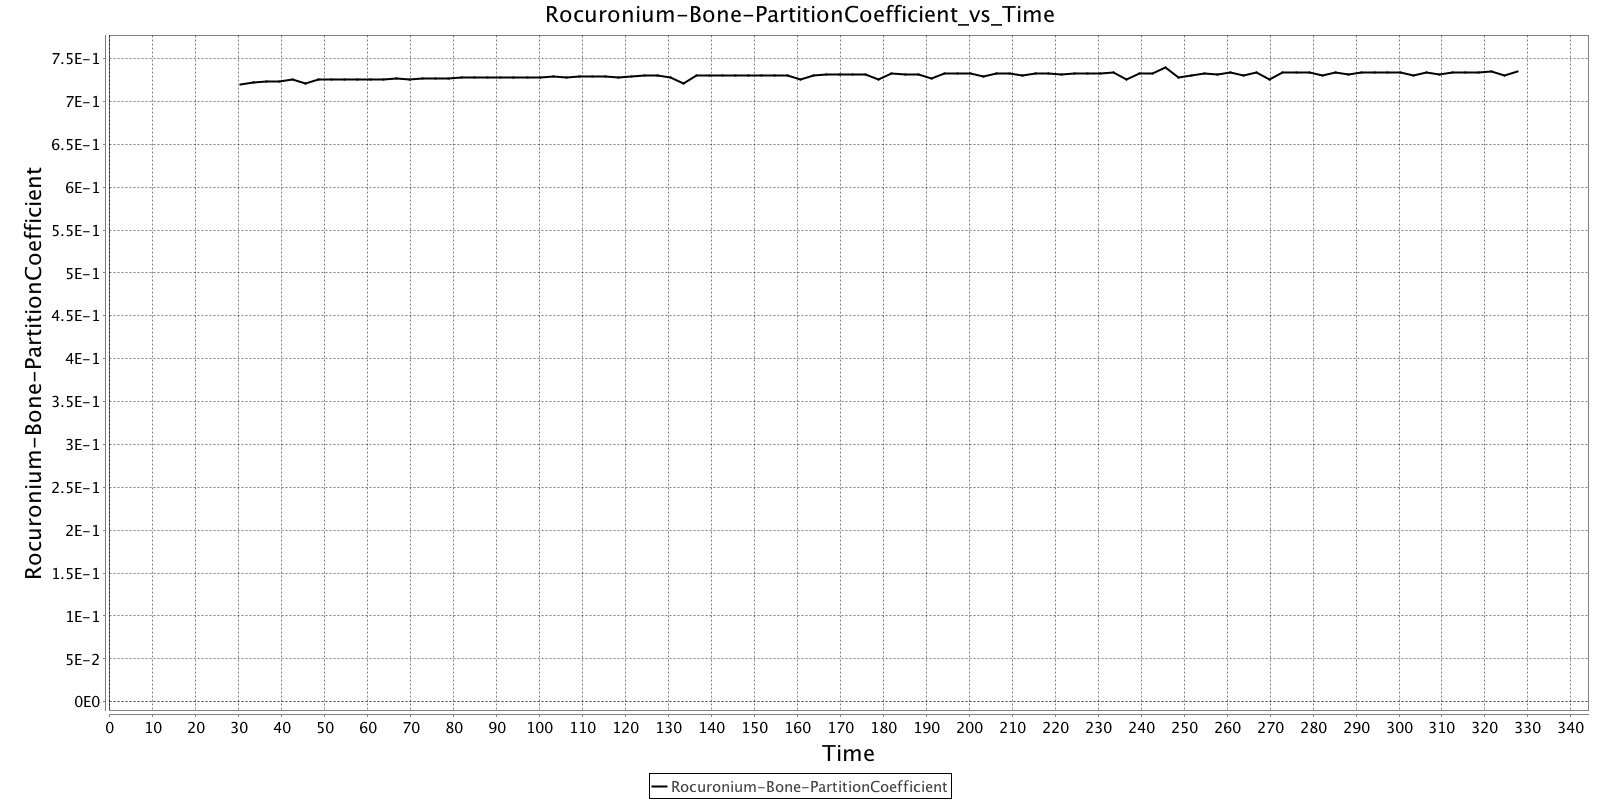 Rocuronium-Bone-PartitionCoefficient_vs_Time
Rocuronium-Bone-PartitionCoefficient
7.5E-1
7E-1
6.5E-1
6E-1
5.5E-1
5E-1
4.5E-1
4E-1
3.5E-1
3E-1
2.5E-1
2E-1
1.5E-1
1E-1
5E-2
0E0
0 10 20 30 40 50 60 70 80 90 100 110 120 130 140 150 160 170 180 190 200 210 220 230 240 250 260 270 280 290 300 310 320 330 340
Time
Rocuronium-Bone-PartitionCoefficient